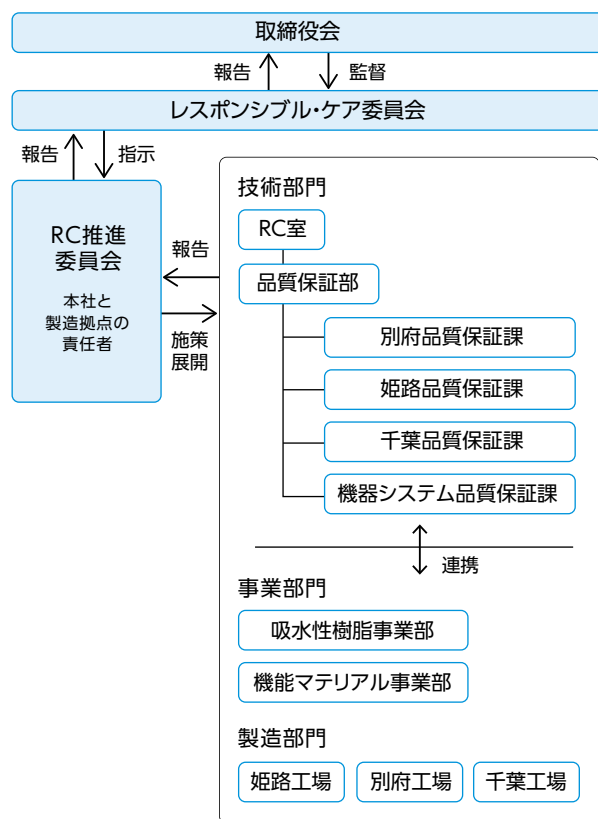 取締役会
報告
監督
レスポンシブル・ケア委員会
報告
指示
RC推進
委員会
本社と
製造拠点の
責任者
報告
施策
展開
技術部門
RC室
品質保証部
別府品質保証課
姫路品質保証課
千葉品質保証課
機器システム品質保証課
連携
事業部門
吸水性樹脂事業部
機能マテリアル事業部
製造部門
姫路工場
別府工場
千葉工場